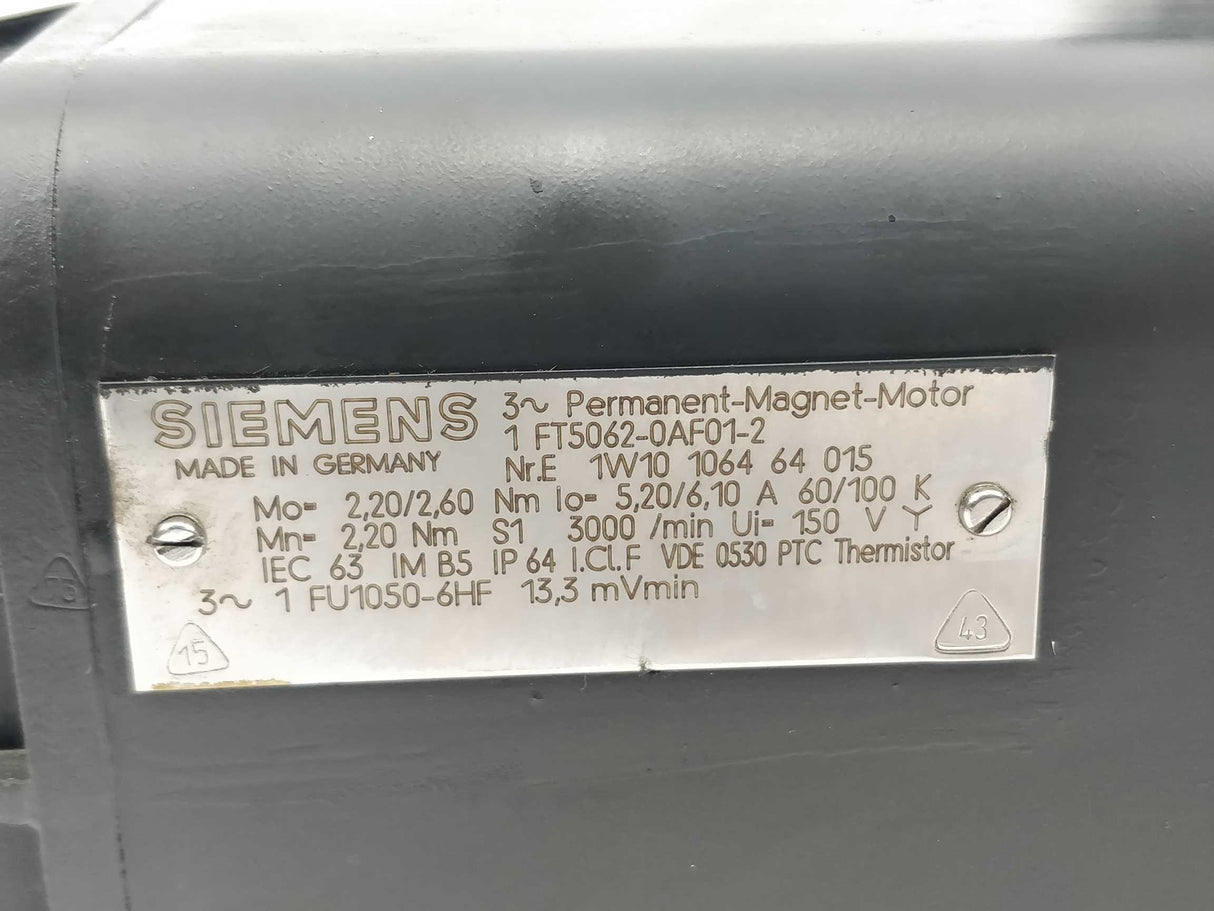 SIEMENS 3~ Permanent-Magnet-Motor
1 FT5062-0AF01-2
MADE IN GERMANY Nr.E 1W10 1064 64 015
Mo= 2,20/2,60 Nm Io= 5,20/6,10 A 60/100 K
Mn= 2,20 Nm S1 3000 /min Ui= 150 V Y
IEC 63 IM B5 IP 64 I.Cl.F VDE 0530 PTC Thermistor
3~ 1 FU1050-6HF 13,3 mVmin
15 43